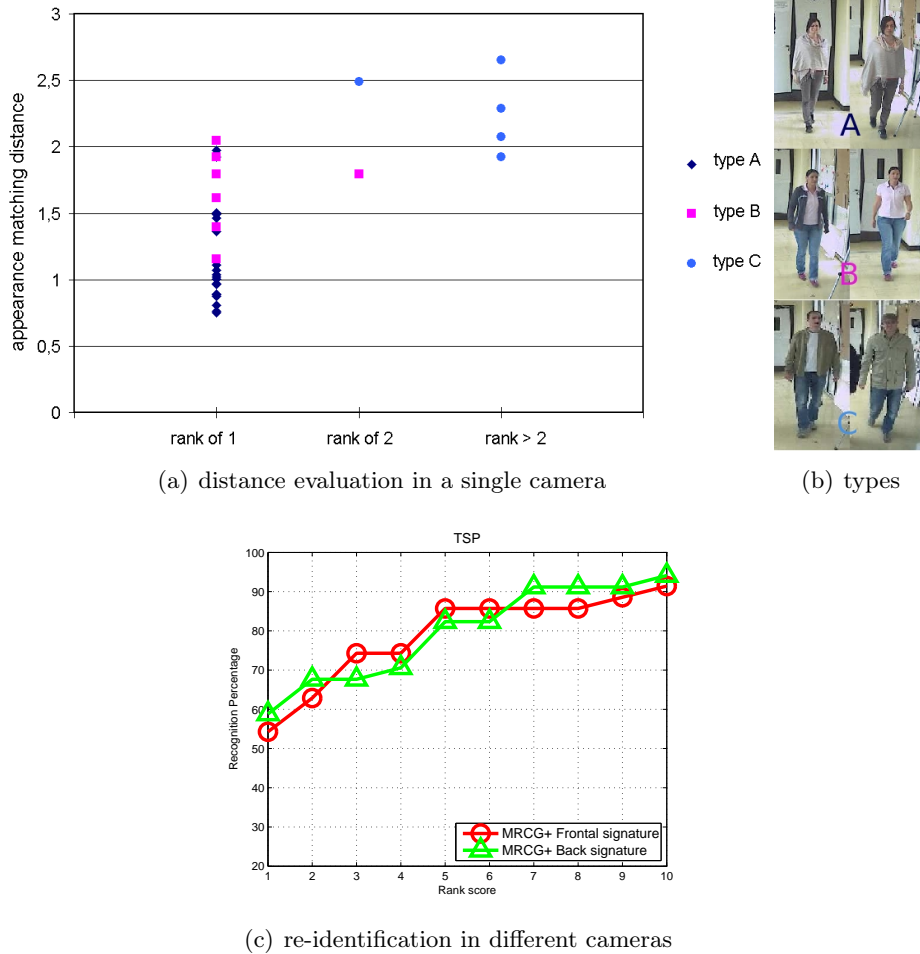 3
2,5
2
1,5
1
0,5
0
appearance matching distance
rank of 1
rank of 2
rank > 2
type A
type B
type C
A
B
C
(a) distance evaluation in a single camera
(b) types
TSP
100
90
80
70
60
50
40
30
20
Recognition Percentage
1 2 3 4 5 6 7 8 9 10
Rank score
MRCG+ Frontal signature
MRCG+ Back signature
(c) re-identification in different cameras